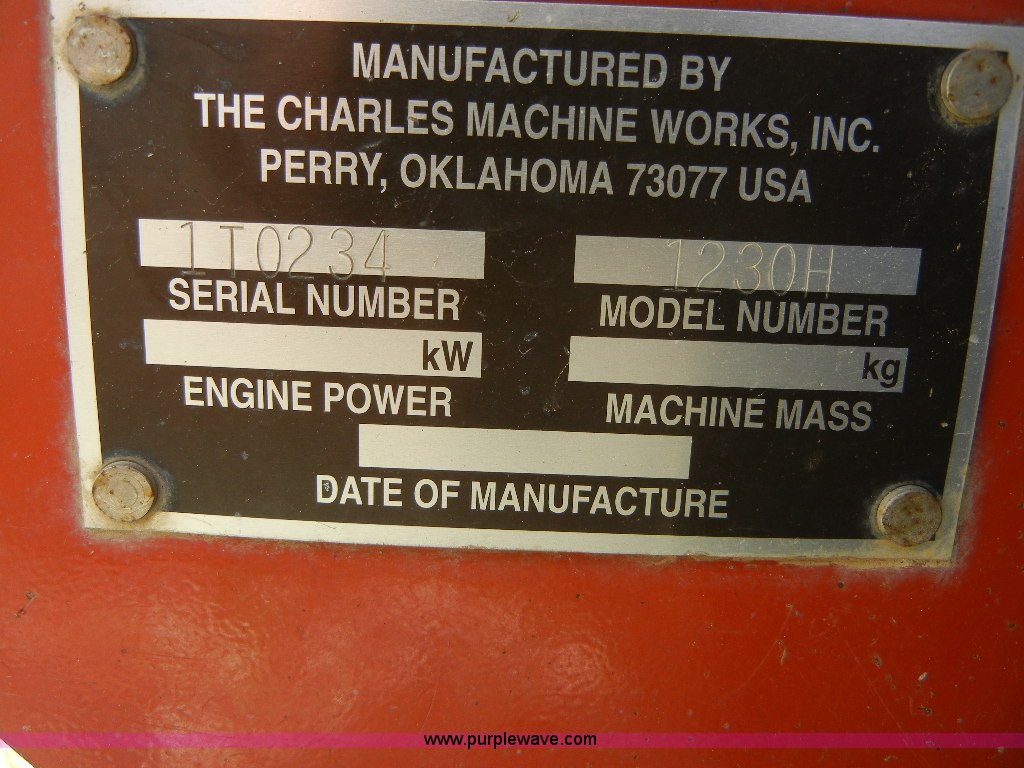 MANUFACTURED BY
THE CHARLES MACHINE WORKS, INC.
PERRY, OKLAHOMA 73077 USA
1T0234 1230H
SERIAL NUMBER MODEL NUMBER
kW kg
ENGINE POWER MACHINE MASS
DATE OF MANUFACTURE
www.purplewave.com